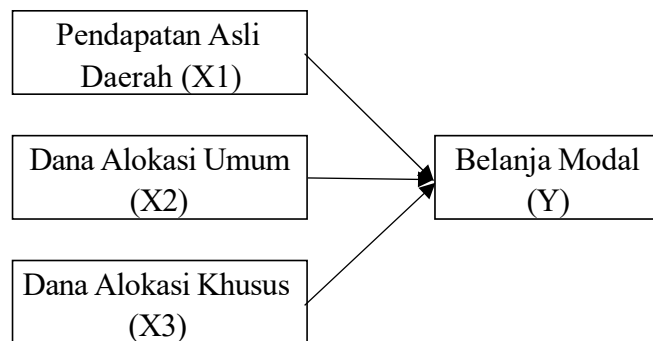 Pendapatan Asli
Daerah (X1)
Dana Alokasi Umum
(X2)
Belanja Modal
(Y)
Dana Alokasi Khusus
(X3)